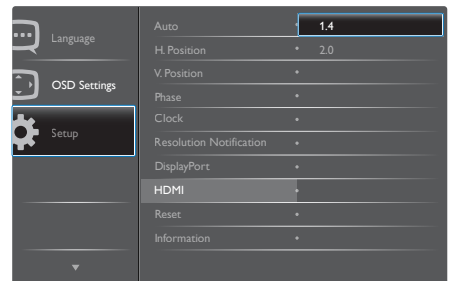 Language
OSD Settings
Setup
Auto
H. Position
V. Position
Phase
Clock
Resolution Notification
DisplayPort
HDMI
Reset
Information
1.4
2.0